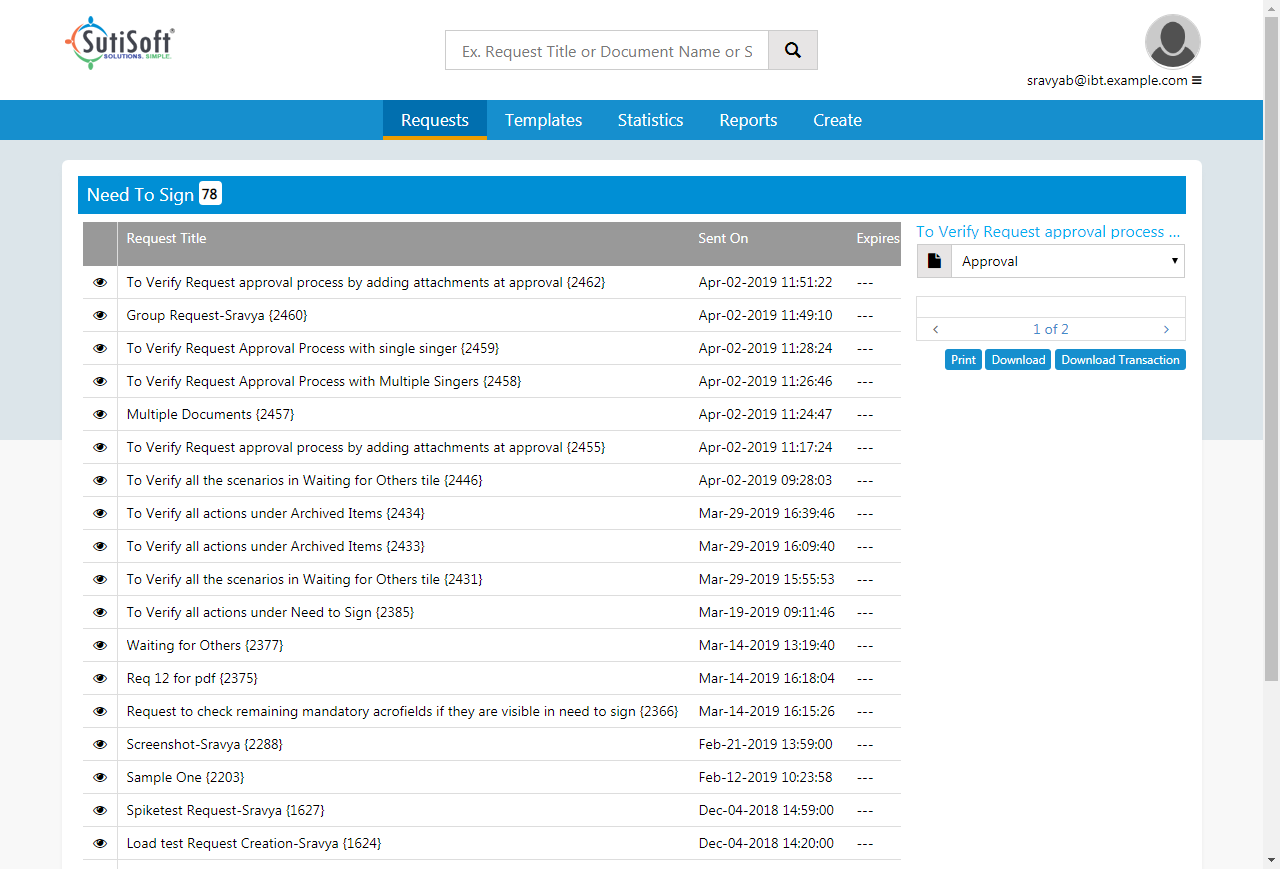 SutiSoft®
SOLUTIONS. SIMPLE.
Ex. Request Title or Document Name or S
sravyab@ibt.example.com
Requests Templates Statistics Reports Create
Need To Sign 78
Request Title Sent On Expires
To Verify Request approval process by adding attachments at approval {2462} Apr-02-2019 11:51:22 ---
Group Request-Sravya {2460} Apr-02-2019 11:49:10 ---
To Verify Request Approval Process with single singer {2459} Apr-02-2019 11:28:24 ---
To Verify Request Approval Process with Multiple Singers {2458} Apr-02-2019 11:26:46 ---
Multiple Documents {2457} Apr-02-2019 11:24:47 ---
To Verify Request approval process by adding attachments at approval {2455} Apr-02-2019 11:17:24 ---
To Verify all the scenarios in Waiting for Others tile {2446} Apr-02-2019 09:28:03 ---
To Verify all actions under Archived Items {2434} Mar-29-2019 16:39:46 ---
To Verify all actions under Archived Items {2433} Mar-29-2019 16:09:40 ---
To Verify all the scenarios in Waiting for Others tile {2431} Mar-29-2019 15:55:53 ---
To Verify all actions under Need to Sign {2385} Mar-19-2019 09:11:46 ---
Waiting for Others {2377} Mar-14-2019 13:19:40 ---
Req 12 for pdf {2375} Mar-14-2019 16:18:04 ---
Request to check remaining mandatory acrofields if they are visible in need to sign {2366} Mar-14-2019 16:15:26 ---
Screenshot-Sravya {2288} Feb-21-2019 13:59:00 ---
Sample One {2203} Feb-12-2019 10:23:58 ---
Spiketest Request-Sravya {1627} Dec-04-2018 14:59:00 ---
Load test Request Creation-Sravya {1624} Dec-04-2018 14:20:00 ---
To Verify Request approval process ...
Approval
1 of 2
Print Download Download Transaction